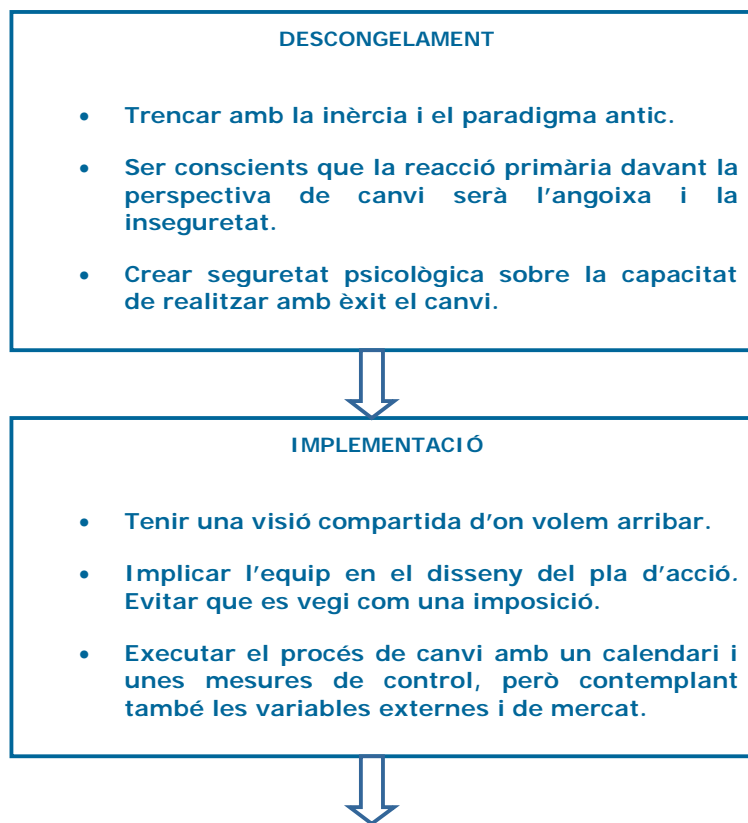 DESCONGELAMENT
• Trencar amb la inèrcia i el paradigma antic.
• Ser conscients que la reacció primària davant la
perspectiva de canvi serà l'angoixa i la
inseguretat.
• Crear seguretat psicològica sobre la capacitat
de realitzar amb èxit el canvi.
IMPLEMENTACIÓ
• Tenir una visió compartida d'on volem arribar.
• Implicar l'equip en el disseny del pla d'acció.
Evitar que es vegi com una imposició.
• Executar el procés de canvi amb un calendari i
unes mesures de control, però contemplant
també les variables externes i de mercat.